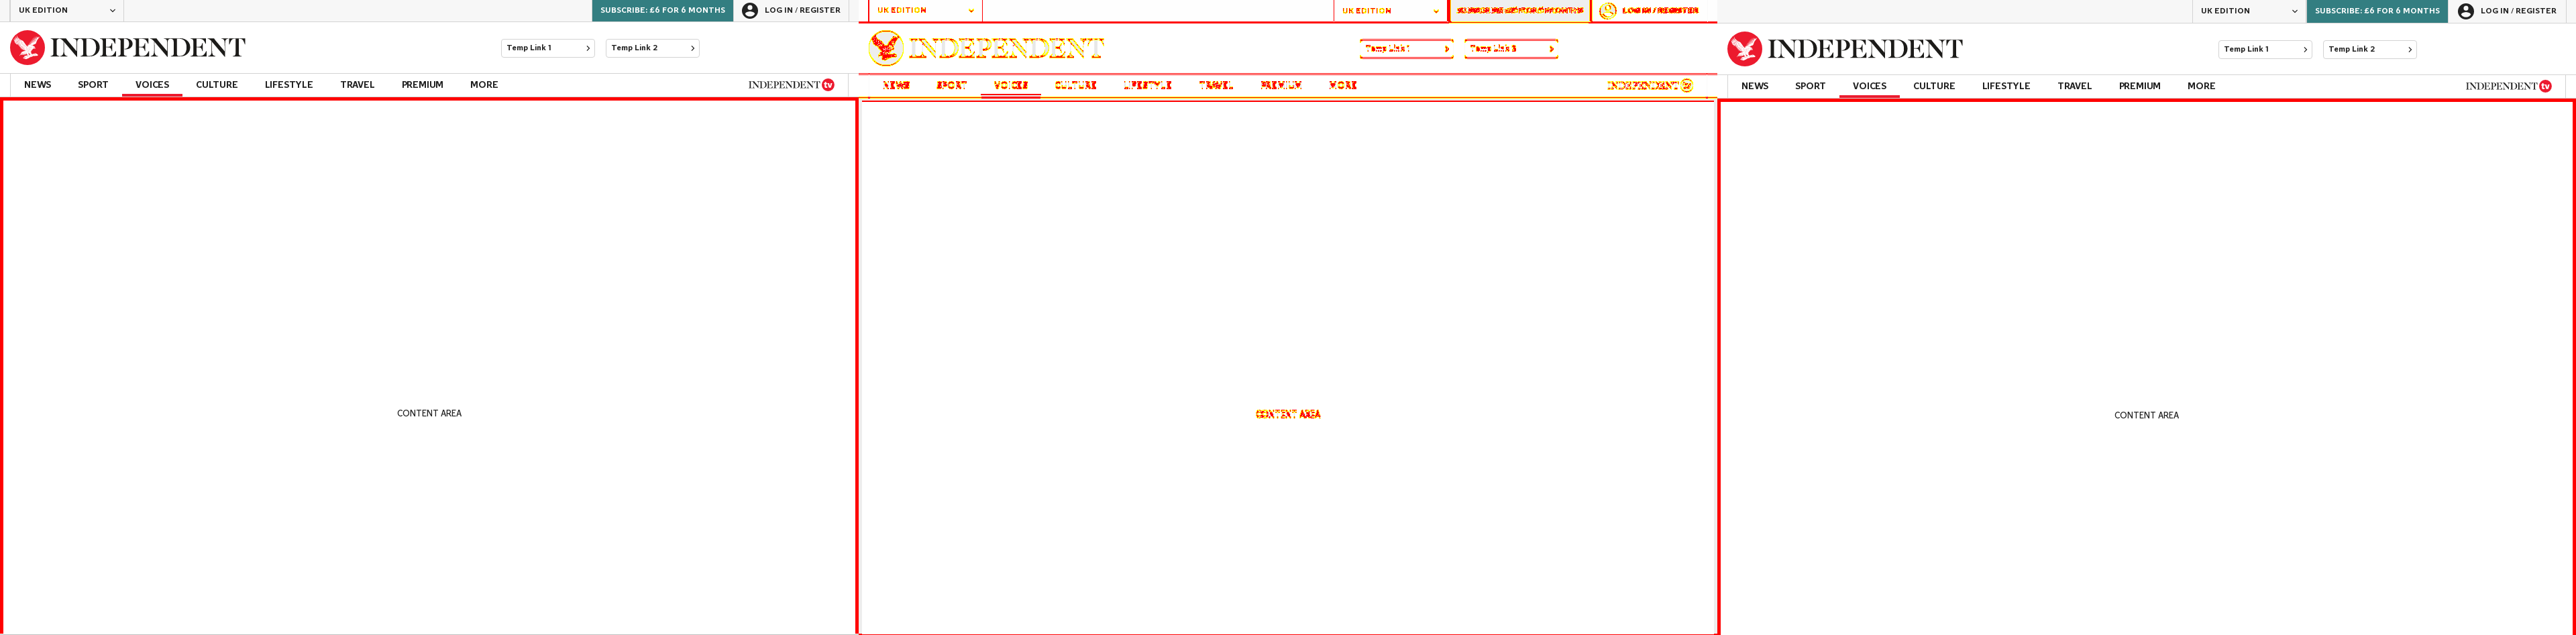 UK EDITION SUBSCRIBE: £6 FOR 6 MONTHS LOG IN / REGISTER
INDEPENDENT Temp Link 1 Temp Link 2
NEWS SPORT VOICES CULTURE LIFESTYLE TRAVEL PREMIUM MORE INDEPENDENT tv
CONTENT AREA
UK EDITION UK EDITION LOG IN / REGISTER
INDEPENDENT Temp Link 1 Temp Link
NEWS SPORT VOICES CULTURE LIFESTYLE TRAVEL PREMIUM MORE INDEPENDENT
CONTENT AREA
UK EDITION SUBSCRIBE: £6 FOR 6 MONTHS LOG IN / REGISTER
INDEPENDENT Temp Link 1 Temp Link 2
NEWS SPORT VOICES CULTURE LIFESTYLE TRAVEL PREMIUM MORE INDEPENDENT tv
CONTENT AREA